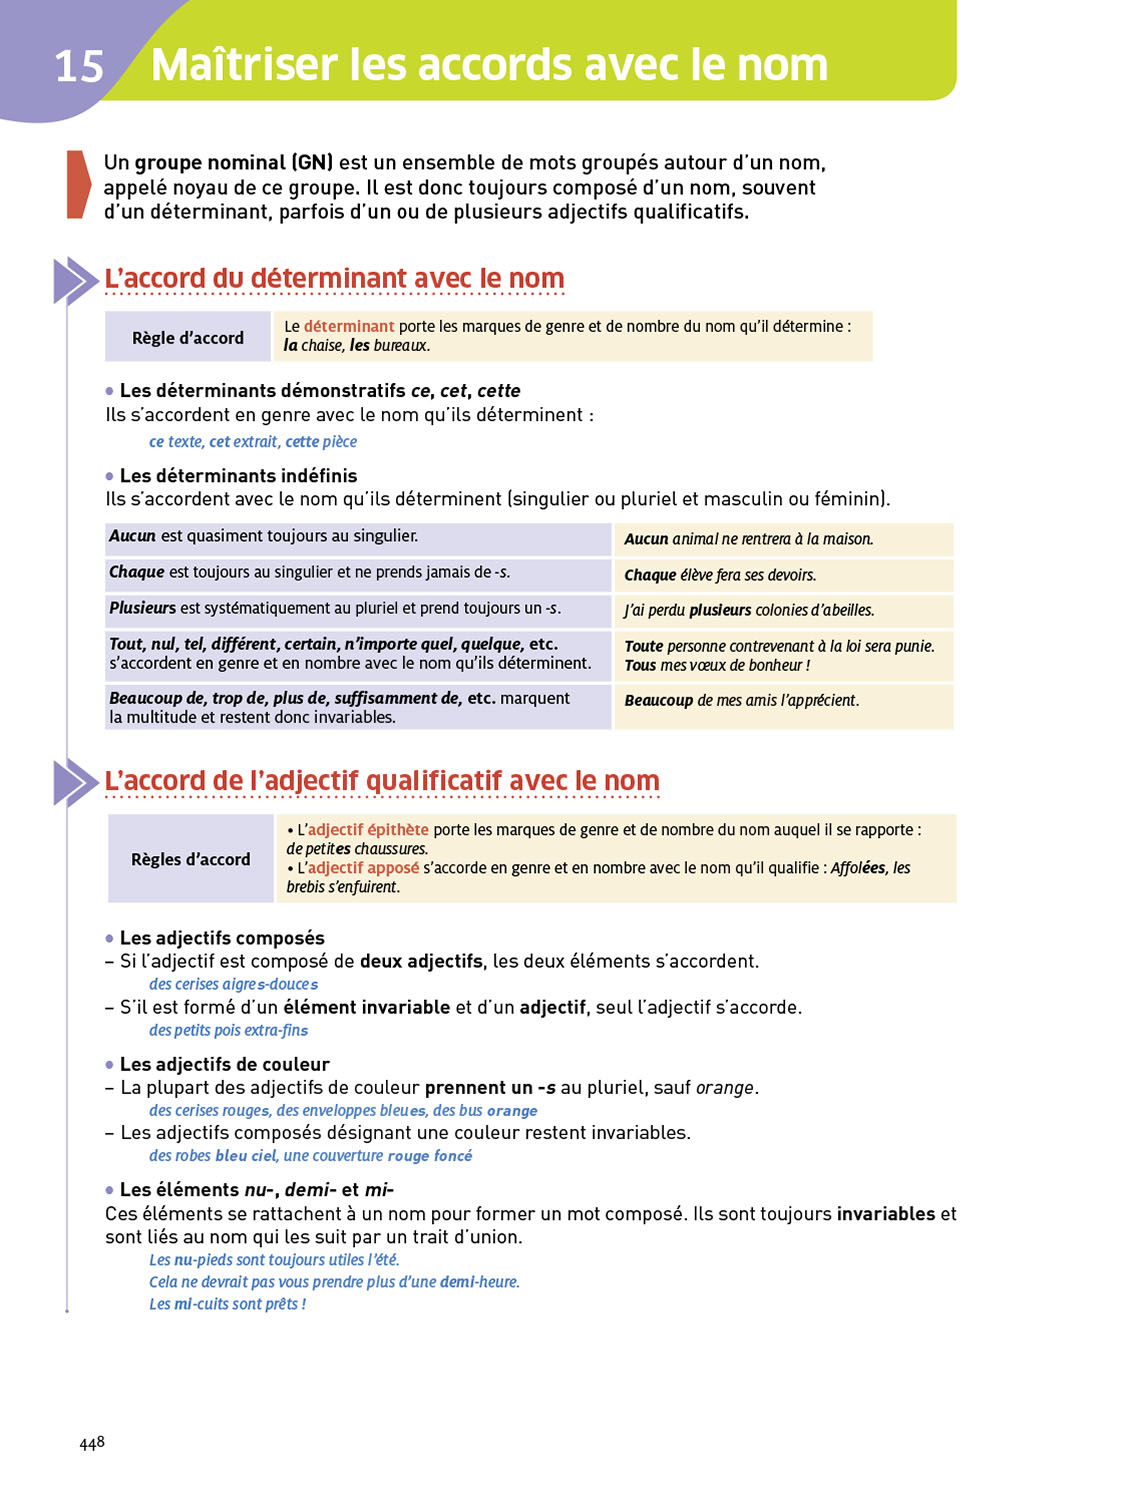 15
Maîtriser les accords avec le nom
Un groupe nominal (GN) est un ensemble de mots groupés autour d’un nom,
appelé noyau de ce groupe. Il est donc toujours composé d’un nom, souvent
d’un déterminant, parfois d’un ou de plusieurs adjectifs qualificatifs.
L’accord du déterminant avec le nom
Règle d’accord
Le déterminant porte les marques de genre et de nombre du nom qu’il détermine :
la chaise, les bureaux.
• Les déterminants démonstratifs ce, cet, cette
Ils s’accordent en genre avec le nom qu’ils déterminent :
ce texte, cet extrait, cette pièce
• Les déterminants indéfinis
Ils s’accordent avec le nom qu’ils déterminent (singulier ou pluriel et masculin ou féminin).
Aucun est quasiment toujours au singulier.
Aucun animal ne rentrera à la maison.
Chaque est toujours au singulier et ne prends jamais de -s.
Chaque élève fera ses devoirs.
Plusieurs est systématiquement au pluriel et prend toujours un -s.
J’ai perdu plusieurs colonies d’abeilles.
Tout, nul, tel, différent, certain, n’importe quel, quelque, etc.
s’accordent en genre et en nombre avec le nom qu’ils déterminent.
Toute personne contrevenant à la loi sera punie.
Tous mes vœux de bonheur !
Beaucoup de, trop de, plus de, suffisamment de, etc. marquent
la multitude et restent donc invariables.
Beaucoup de mes amis l’apprécient.
L’accord de l’adjectif qualificatif avec le nom
Règles d’accord
• L’adjectif épithète porte les marques de genre et de nombre du nom auquel il se rapporte :
de petites chaussures.
• L’adjectif apposé s’accorde en genre et en nombre avec le nom qu’il qualifie : Affolées, les
brebis s’enfuirent.
• Les adjectifs composés
– Si l’adjectif est composé de deux adjectifs, les deux éléments s’accordent.
des cerises aigres-douces
– S’il est formé d’un élément invariable et d’un adjectif, seul l’adjectif s’accorde.
des petits pois extra-fins
• Les adjectifs de couleur
– La plupart des adjectifs de couleur prennent un -s au pluriel, sauf orange.
des cerises rouges, des enveloppes bleues, des bus orange
– Les adjectifs composés désignant une couleur restent invariables.
des robes bleu ciel, une couverture rouge foncé
• Les éléments nu-, demi- et mi-
Ces éléments se rattachent à un nom pour former un mot composé. Ils sont toujours invariables et
sont liés au nom qui les suit par un trait d’union.
Les nu-pieds sont toujours utiles l’été.
Cela ne devrait pas vous prendre plus d’une demi-heure.
Les mi-cuits sont prêts !
448